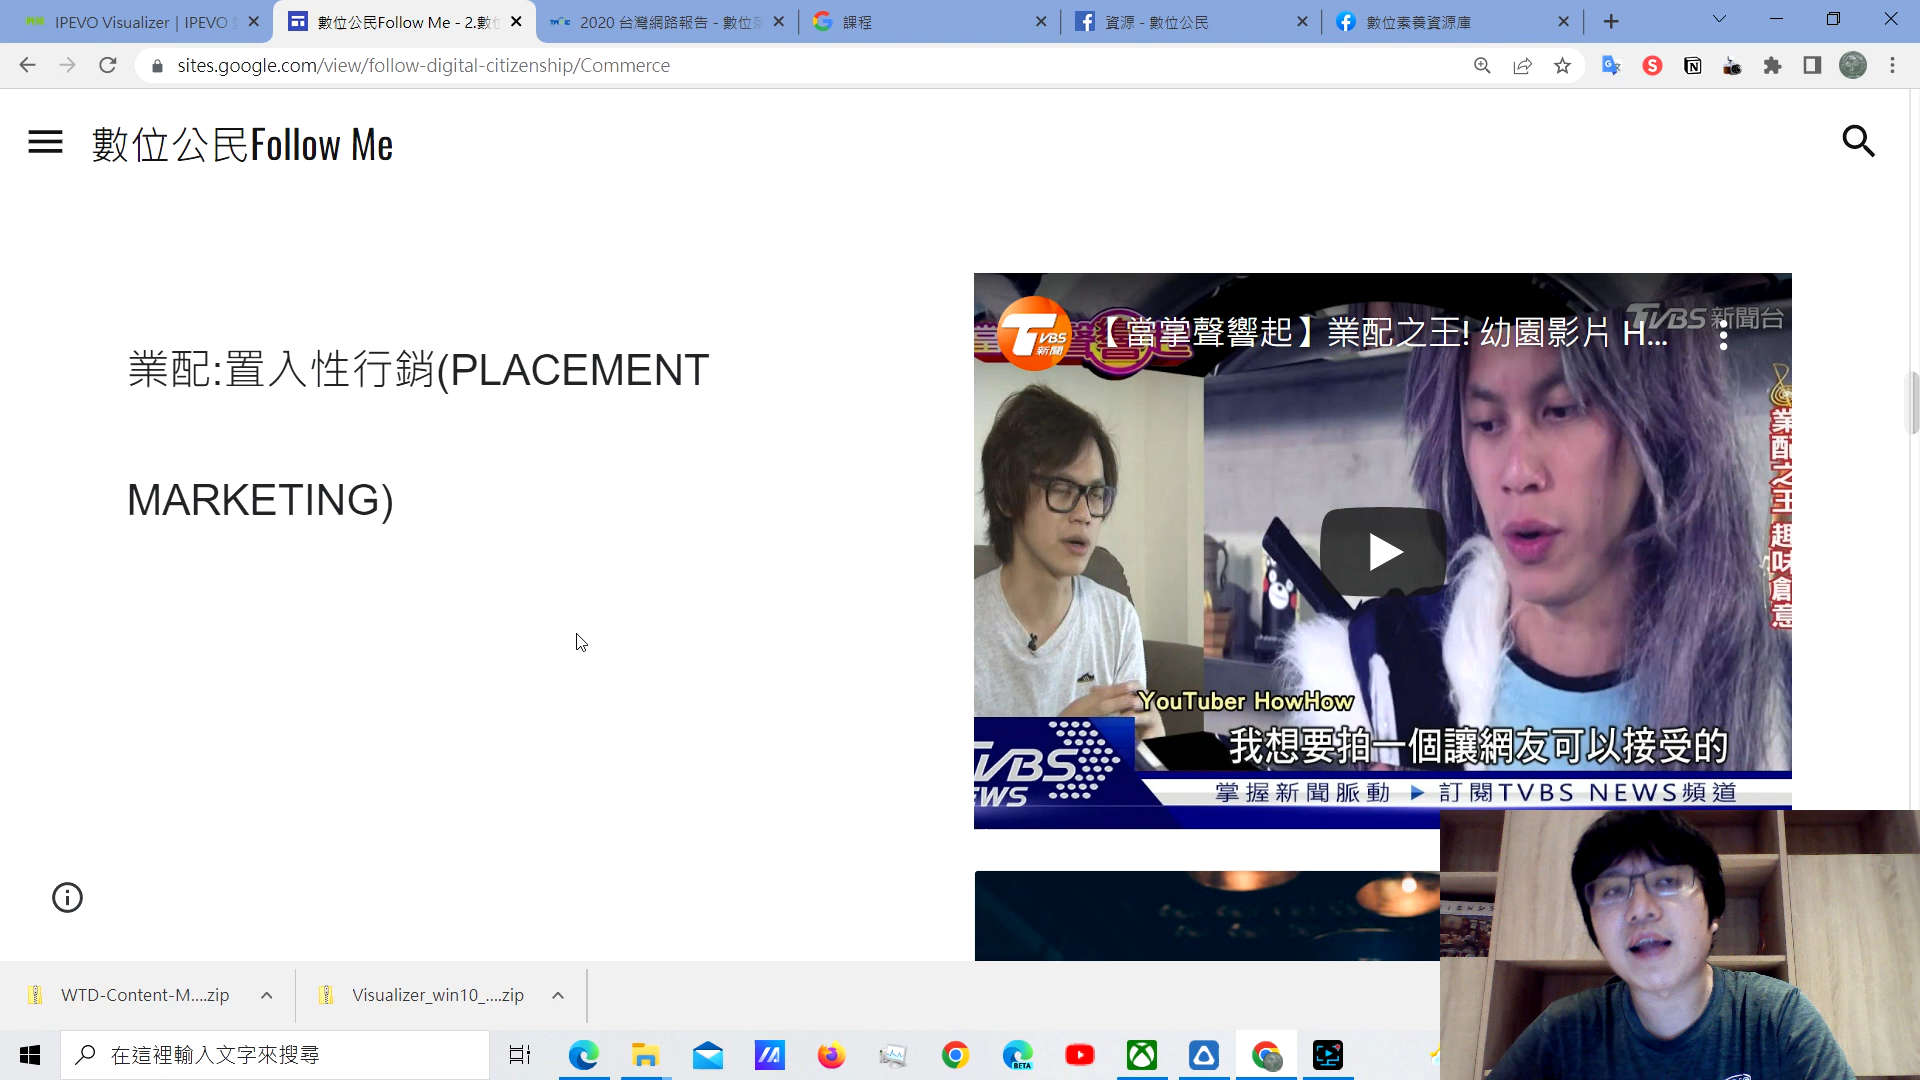 IPEVO Visualizer | IPEVO
數位公民Follow Me - 2.數位
2020 台灣網路報告 - 數位
課程
資源 - 數位公民
數位素養資源庫
sites.google.com/view/follow-digital-citizenship/Commerce
數位公民Follow Me
業配:置入性行銷(PLACEMENT
MARKETING)
TVBS
新聞
【當掌聲響起】業配之王! 幼園影片 H...
TVBS 新聞台
業配之王 趣味創意
YouTuber HowHow
我想要拍一個讓網友可以接受的
TVBS
NEWS
掌握新聞脈動 ▶ 訂閱TVBS NEWS頻道
WTD-Content-M....zip
Visualizer_win10_....zip
在這裡輸入文字來搜尋
BETA